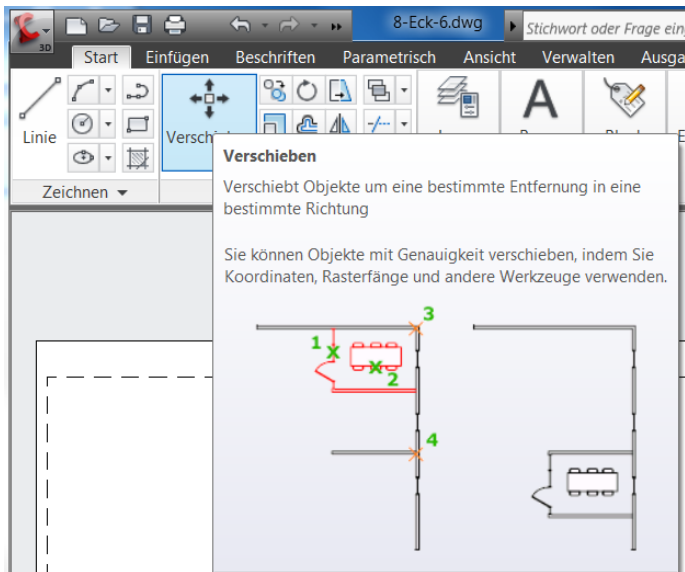 3D
8-Eck-6.dwg
Stichwort oder Frage ein
Start Einfügen Beschriften Parametrisch Ansicht Verwalten Ausga
Linie
Zeichnen
Verschieben
Verschiebt Objekte um eine bestimmte Entfernung in eine
bestimmte Richtung
Sie können Objekte mit Genauigkeit verschieben, indem Sie
Koordinaten, Rasterfänge und andere Werkzeuge verwenden.
3
1
2
4